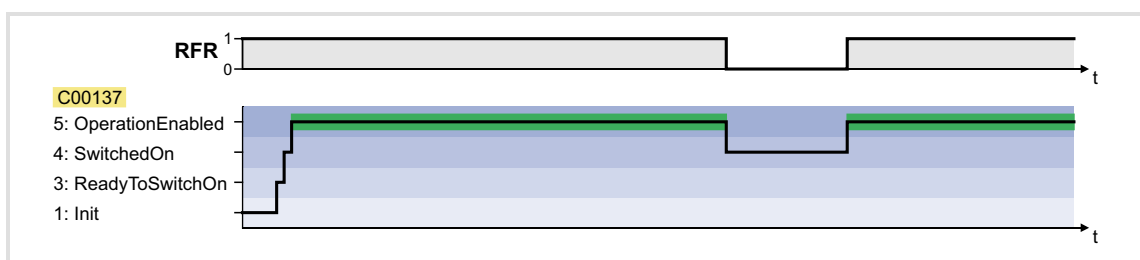 RFR
1
0
t
C00137
5: OperationEnabled
4: SwitchedOn
3: ReadyToSwitchOn
1: Init
t